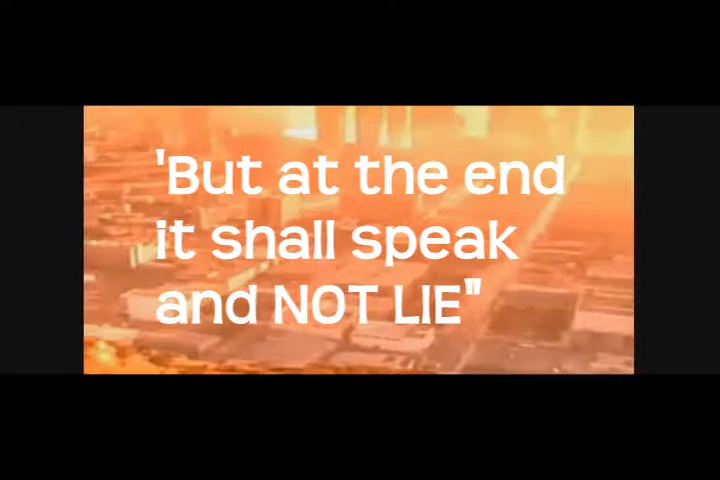 'But at the end
it shall speak
and NOT LIE"